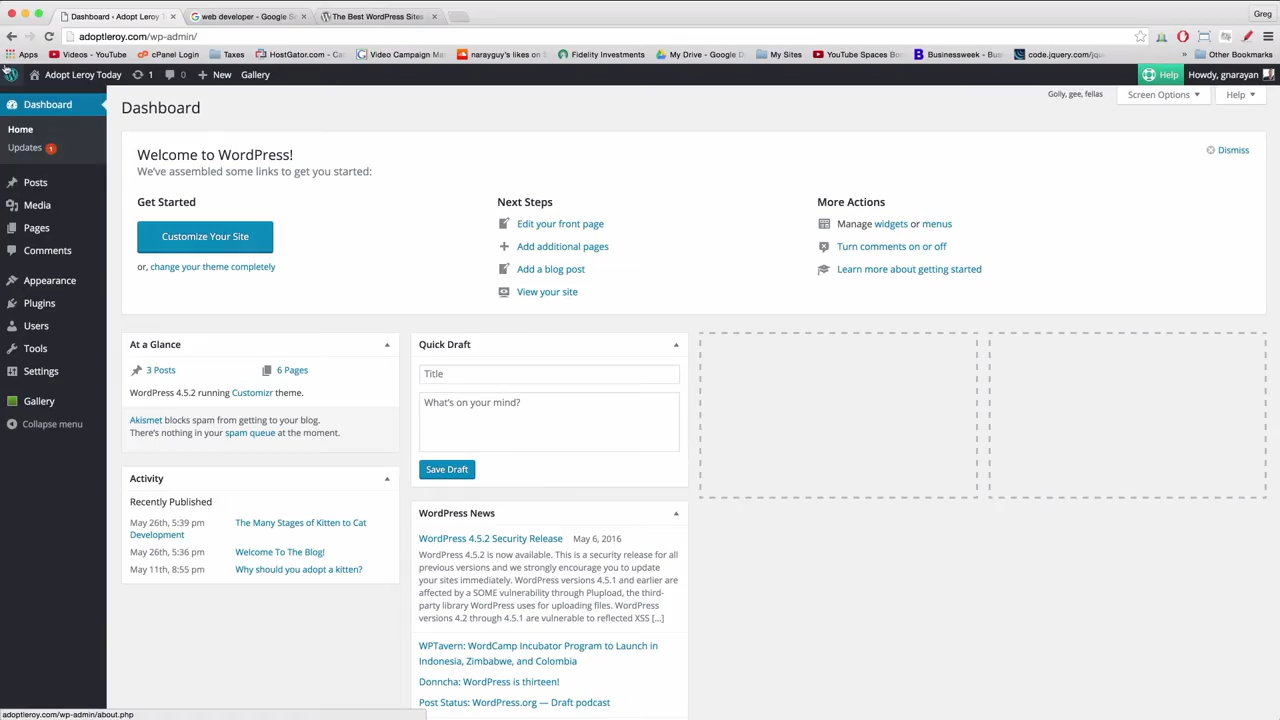 Dashboard ‹ Adopt Leroy T
web developer - Google S
The Best WordPress Sites
Greg
adoptleroy.com/wp-admin/
Apps
Videos - YouTube
cPanel Login
Taxes
HostGator.com - Ca
Video Campaign Ma
narayguy's likes on S
Fidelity Investments
My Drive - Google D
My Sites
YouTube Spaces Bo
Businessweek - Bus
code.jquery.com/jqu
»
Other Bookmarks
Adopt Leroy Today
1
0
+ New
Gallery
Help
Howdy, gnarayan
Dashboard
Home
Updates 1
Posts
Media
Pages
Comments
Appearance
Plugins
Users
Tools
Settings
Gallery
Collapse menu
Dashboard
Golly, gee, fellas
Screen Options
Help
Welcome to WordPress!
We've assembled some links to get you started:
Dismiss
Get Started
Customize Your Site
or, change your theme completely
Next Steps
Edit your front page
Add additional pages
Add a blog post
View your site
More Actions
Manage widgets or menus
Turn comments on or off
Learn more about getting started
At a Glance
3 Posts
6 Pages
WordPress 4.5.2 running Customizr theme.
Akismet blocks spam from getting to your blog.
There's nothing in your spam queue at the moment.
Activity
Recently Published
May 26th, 5:39 pm The Many Stages of Kitten to Cat
Development
May 26th, 5:36 pm Welcome To The Blog!
May 11th, 8:55 pm Why should you adopt a kitten?
Quick Draft
Title
What's on your mind?
Save Draft
WordPress News
WordPress 4.5.2 Security Release May 6, 2016
WordPress 4.5.2 is now available. This is a security release for all
previous versions and we strongly encourage you to update
your sites immediately. WordPress versions 4.5.1 and earlier are
affected by a SOME vulnerability through Plupload, the third-
party library WordPress uses for uploading files. WordPress
versions 4.2 through 4.5.1 are vulnerable to reflected XSS […]
WPTavern: WordCamp Incubator Program to Launch in
Indonesia, Zimbabwe, and Colombia
Donncha: WordPress is thirteen!
Post Status: WordPress.org — Draft podcast
adoptleroy.com/wp-admin/about.php